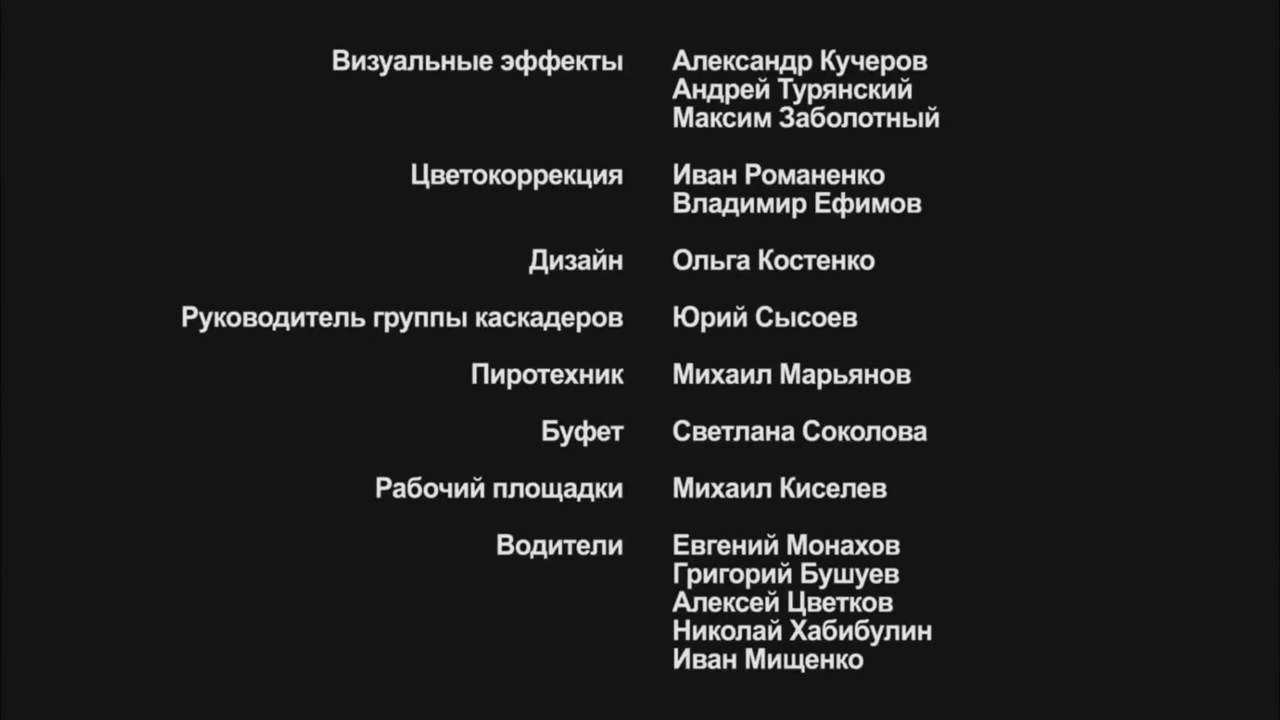 Визуальные эффекты Александр Кучеров
Андрей Турянский
Максим Заболотный
Цветокоррекция Иван Романенко
Владимир Ефимов
Дизайн Ольга Костенко
Руководитель группы каскадеров Юрий Сысоев
Пиротехник Михаил Марьянов
Буфет Светлана Соколова
Рабочий площадки Михаил Киселев
Водители Евгений Монахов
Григорий Бушуев
Алексей Цветков
Николай Хабибулин
Иван Мищенко